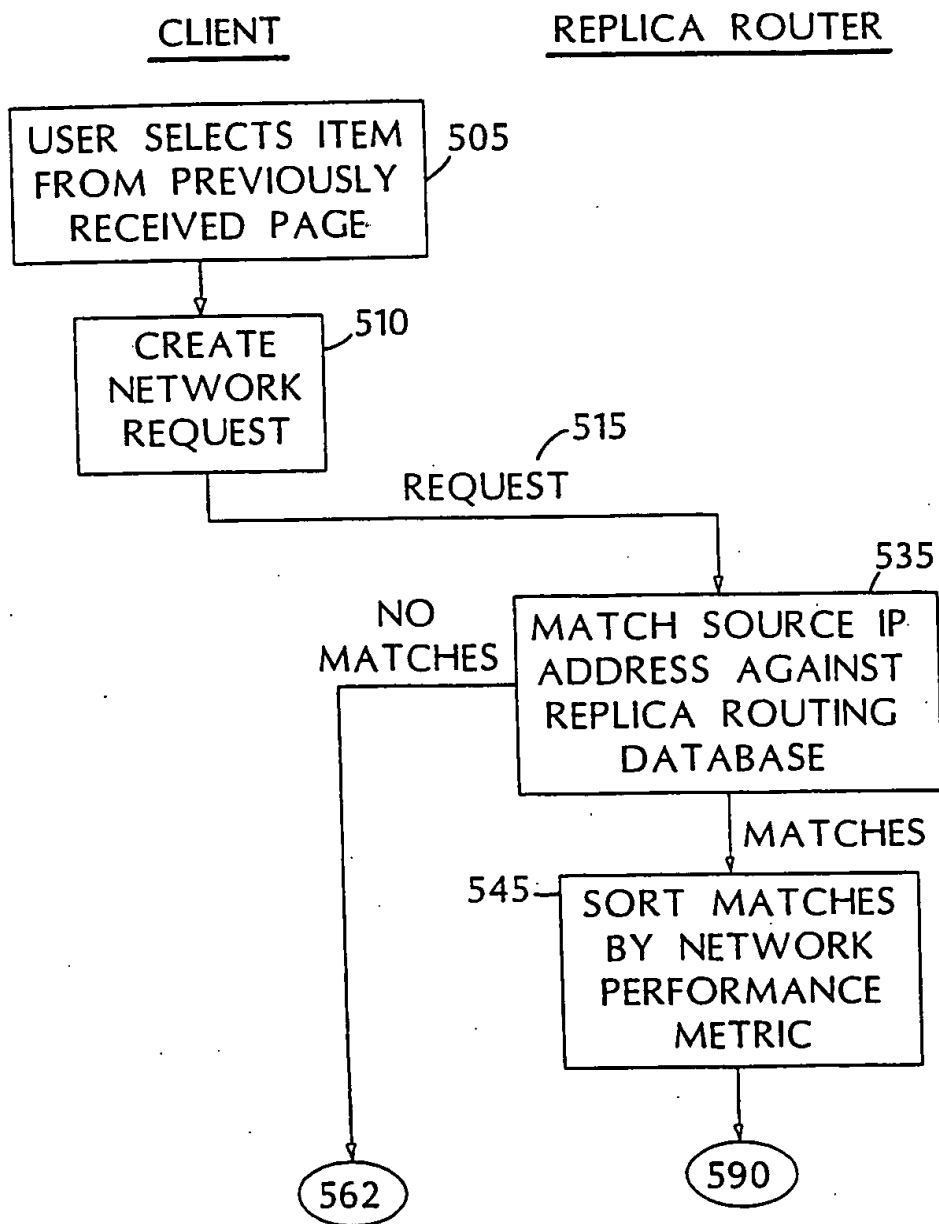 CLIENT
REPLICA ROUTER
USER SELECTS ITEM
FROM PREVIOUSLY
RECEIVED PAGE
505
CREATE
NETWORK
REQUEST
510
515
REQUEST
535
NO
MATCHES
MATCH SOURCE IP
ADDRESS AGAINST
REPLICA ROUTING
DATABASE
MATCHES
545
SORT MATCHES
BY NETWORK
PERFORMANCE
METRIC
562
590